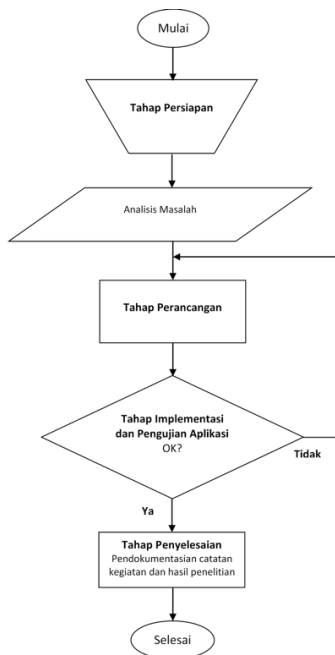 Mulai
Tahap Persiapan
Analisis Masalah
Tahap Perancangan
Tahap Implementasi
dan Pengujian Aplikasi
OK?
Tidak
Ya
Tahap Penyelesaian
Pendokumentasian catatan
kegiatan dan hasil penelitian
Selesai